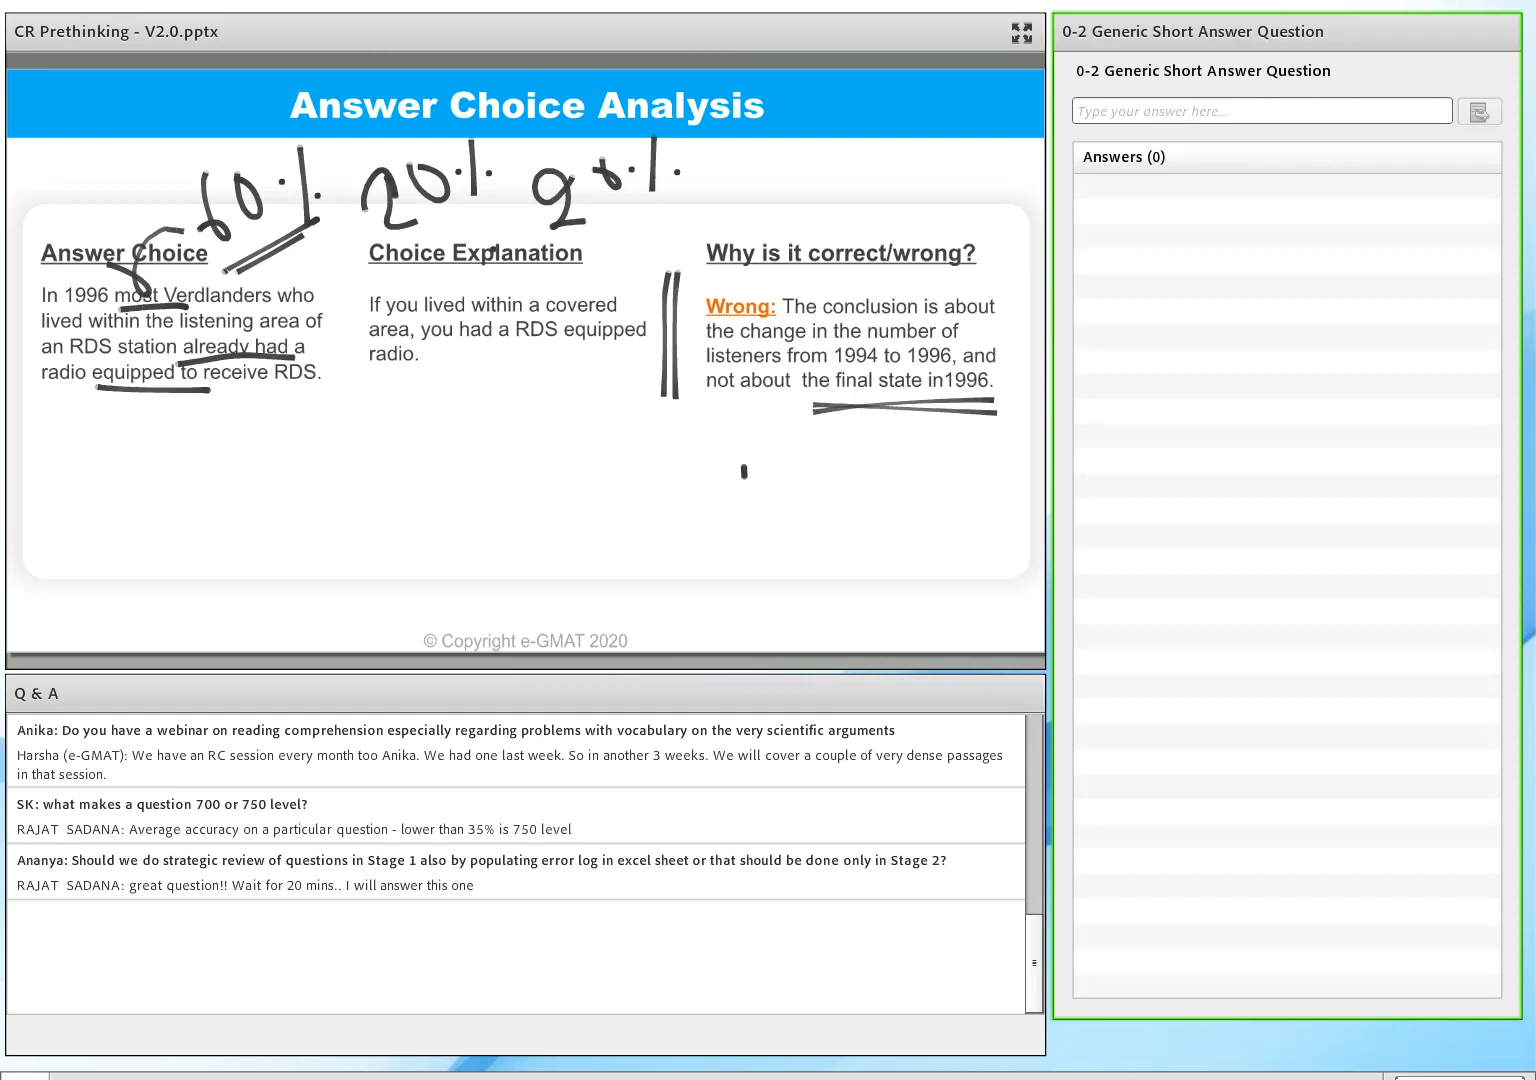 CR Prethinking - V2.0.pptx
Answer Choice Analysis
60% 20% 20%
Answer Choice
In 1996 most Verdlanders who
lived within the listening area of
an RDS station already had a
radio equipped to receive RDS.
Choice Explanation
If you lived within a covered
area, you had a RDS equipped
radio.
Why is it correct/wrong?
Wrong: The conclusion is about
the change in the number of
listeners from 1994 to 1996, and
not about the final state in1996.
© Copyright e-GMAT 2020
Q & A
Anika: Do you have a webinar on reading comprehension especially regarding problems with vocabulary on the very scientific arguments
Harsha (e-GMAT): We have an RC session every month too Anika. We had one last week. So in another 3 weeks. We will cover a couple of very dense passages
in that session.
SK: what makes a question 700 or 750 level?
RAJAT SADANA: Average accuracy on a particular question - lower than 35% is 750 level
Ananya: Should we do strategic review of questions in Stage 1 also by populating error log in excel sheet or that should be done only in Stage 2?
RAJAT SADANA: great question!! Wait for 20 mins.. I will answer this one
0-2 Generic Short Answer Question
0-2 Generic Short Answer Question
Type your answer here...
Answers (0)